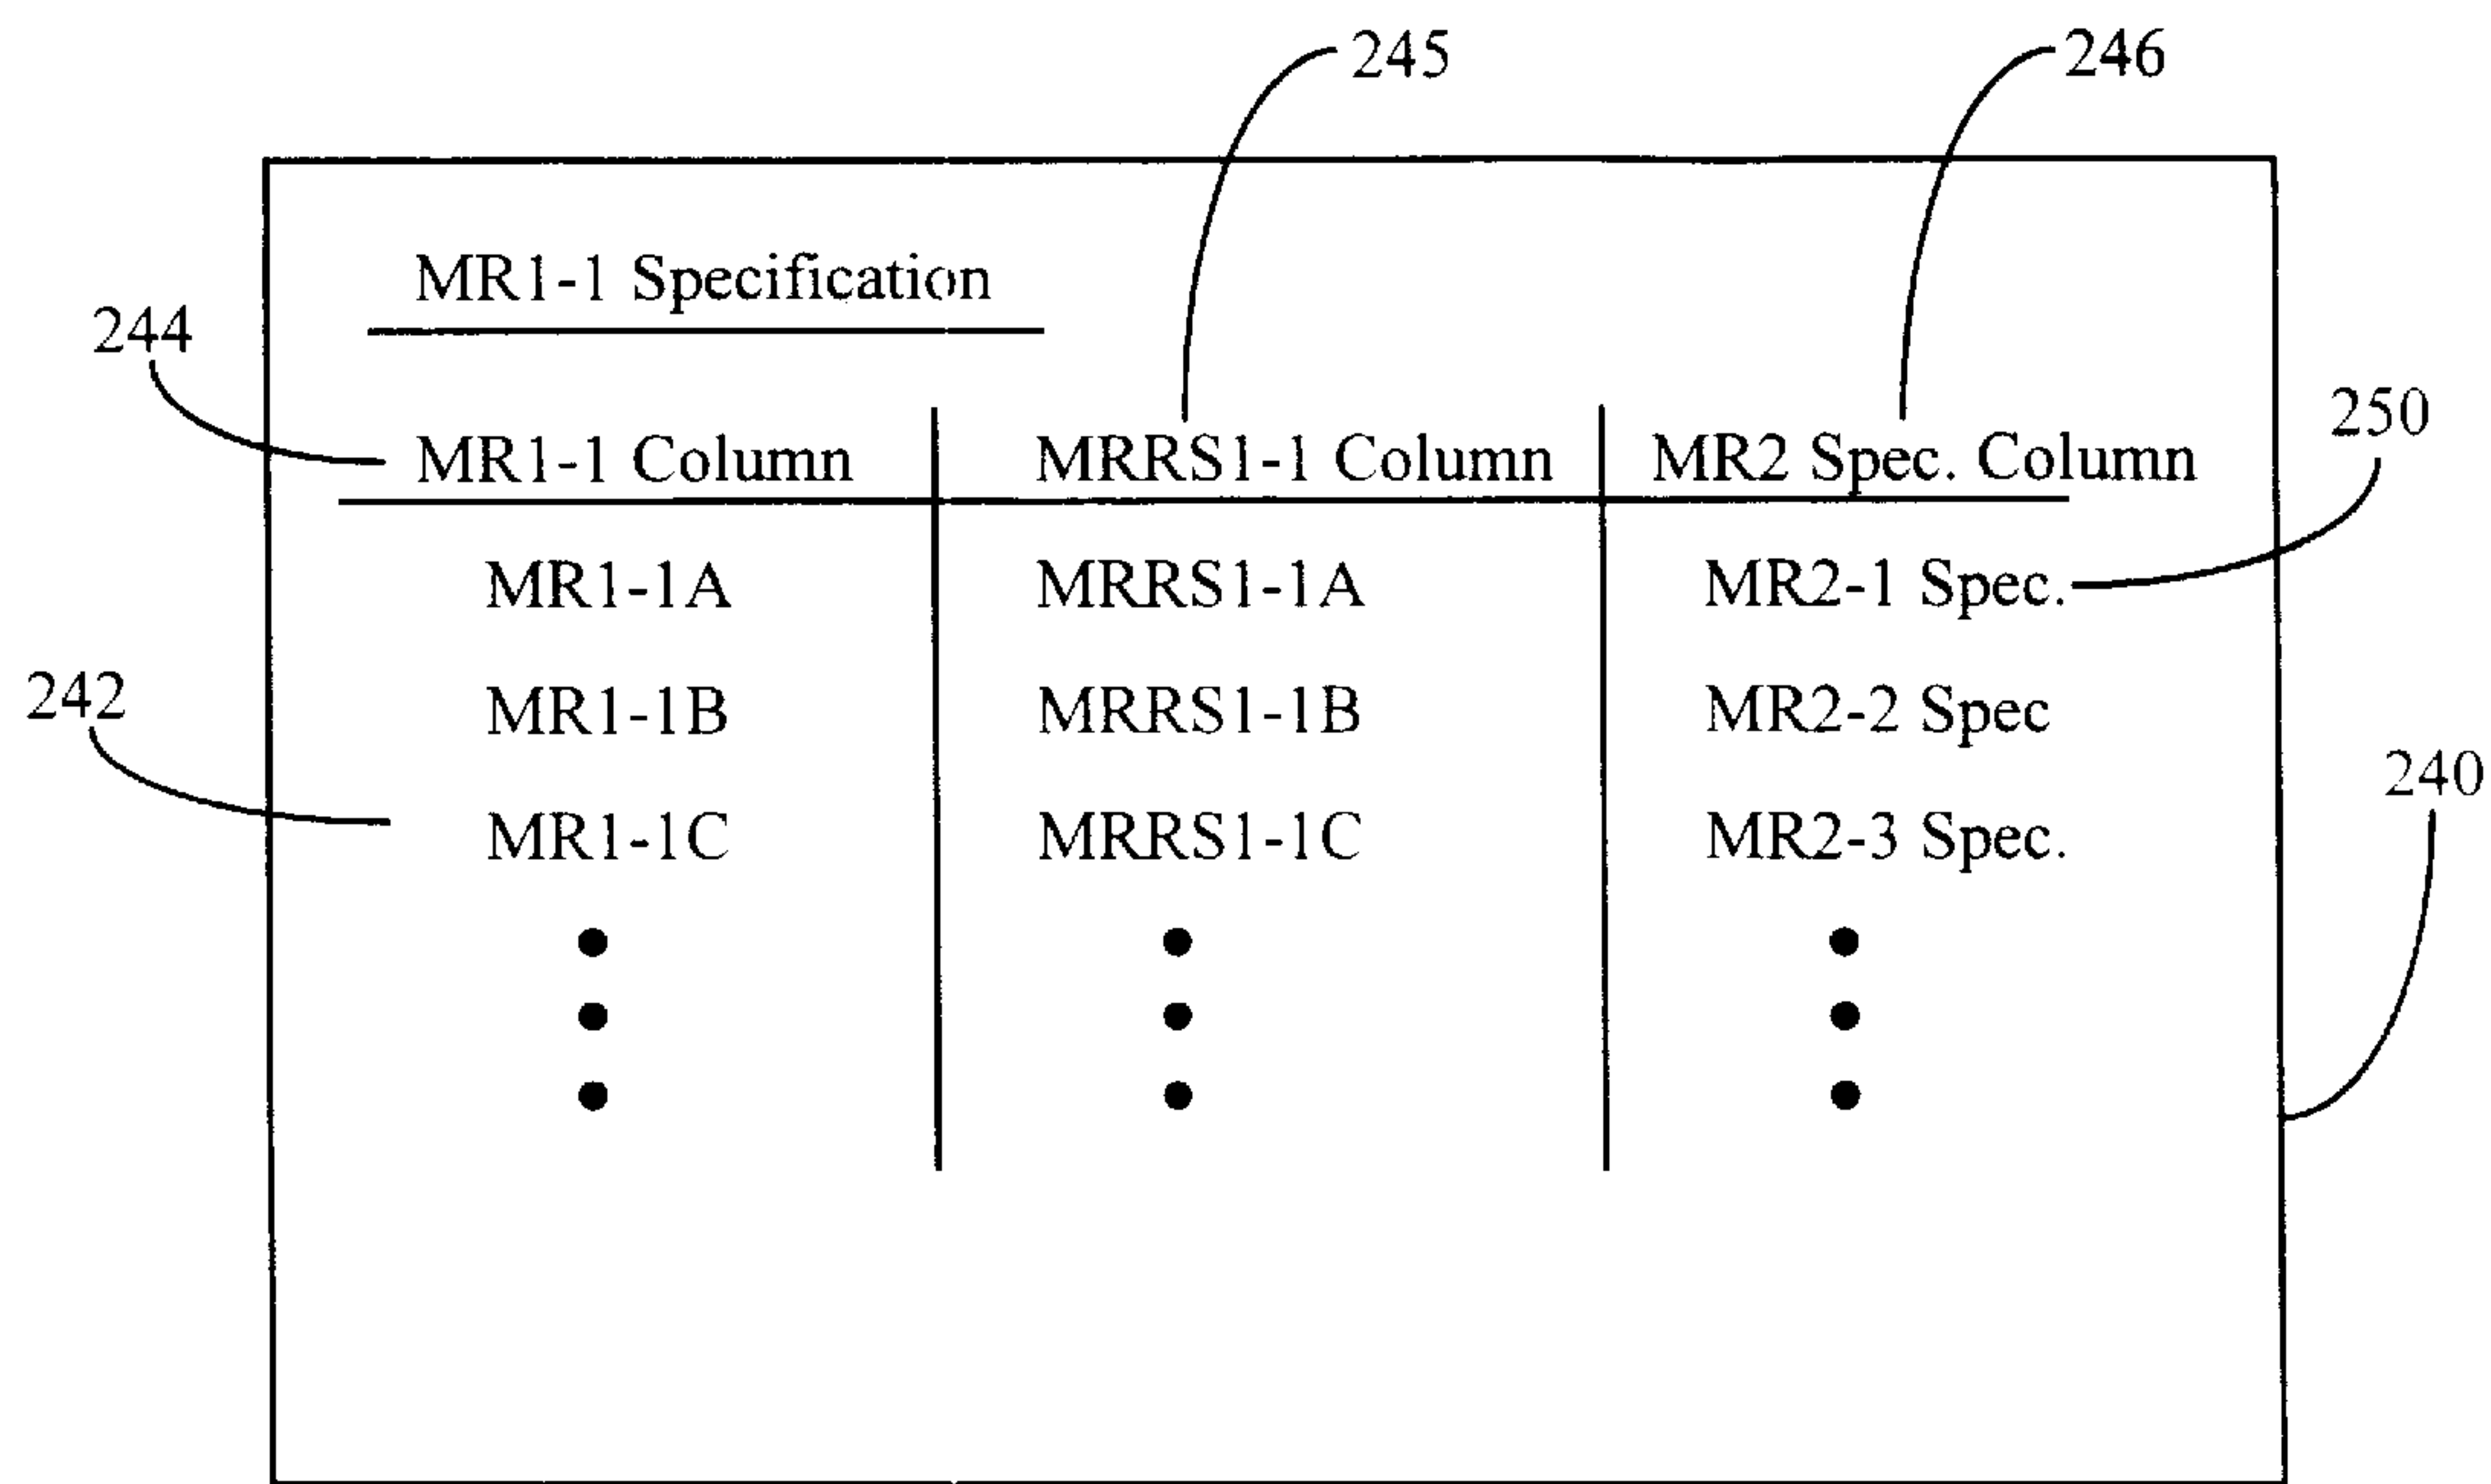 245 246
MR1-1 Specification
244
250
MR1-1 Column MRRS1-1 Column MR2 Spec. Column
MR1-1A MRRS1-1A MR2-1 Spec.
242
MR1-1B MRRS1-1B MR2-2 Spec
240
MR1-1C MRRS1-1C MR2-3 Spec.